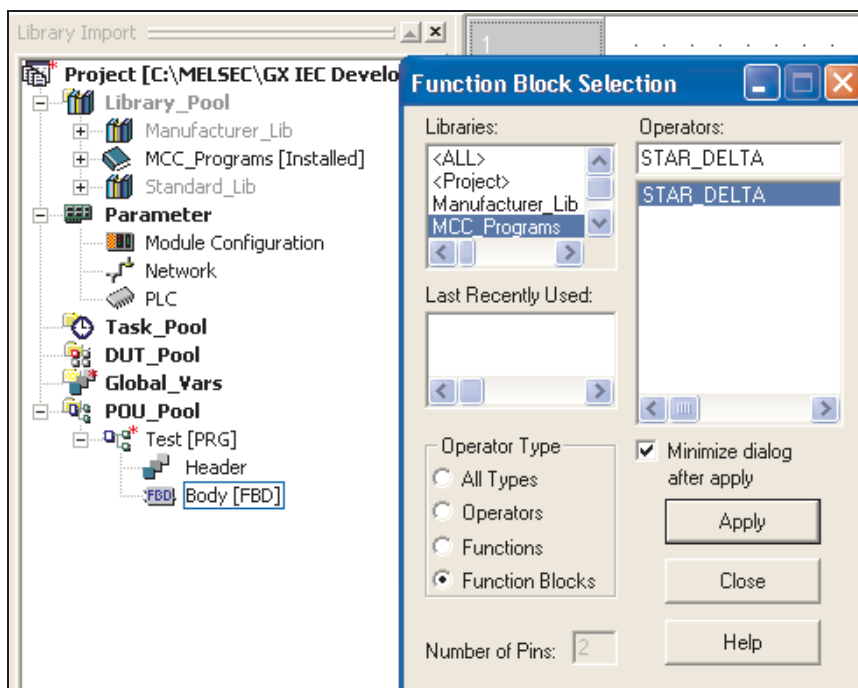 Library Import
Project [C:\MELSEC\GX IEC Develo
Library_Pool
Manufacturer_Lib
MCC_Programs [Installed]
Standard_Lib
Parameter
Module Configuration
Network
PLC
Task_Pool
DUT_Pool
Global_Vars
POU_Pool
Test [PRG]
Header
FBD Body [FBD]
1
Function Block Selection
Libraries:
<ALL>
<Project>
Manufacturer_Lib
MCC_Programs
Last Recently Used:
Operator Type
All Types
Operators
Functions
Function Blocks
Number of Pins: 2
Operators:
STAR_DELTA
STAR_DELTA
Minimize dialog
after apply
Apply
Close
Help